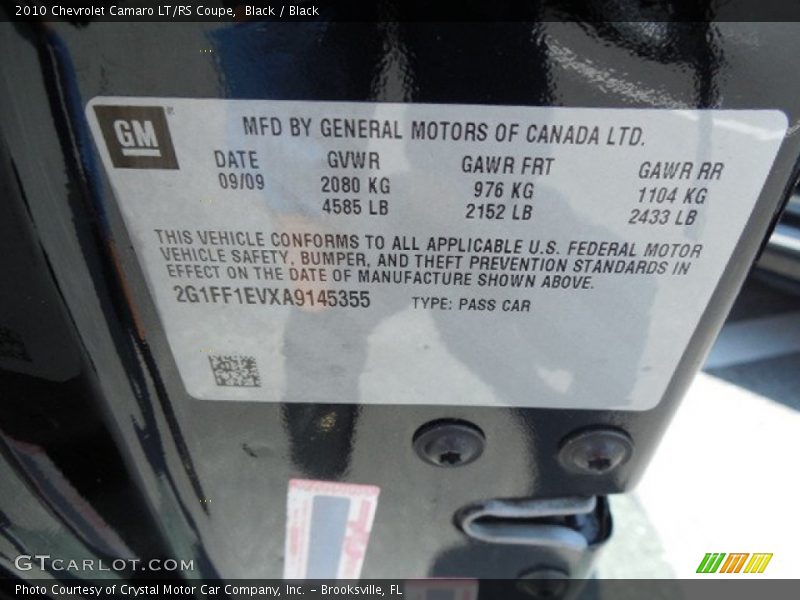 2010 Chevrolet Camaro LT/RS Coupe, Black / Black
GM
MFD BY GENERAL MOTORS OF CANADA LTD.
DATE GVWR GAWR FRT GAWR RR
09/09 2080 KG 976 KG 1104 KG
4585 LB 2152 LB 2433 LB
THIS VEHICLE CONFORMS TO ALL APPLICABLE U.S. FEDERAL MOTOR
VEHICLE SAFETY, BUMPER, AND THEFT PREVENTION STANDARDS IN
EFFECT ON THE DATE OF MANUFACTURE SHOWN ABOVE.
2G1FF1EVXA9145355 TYPE: PASS CAR
GTCARLOT.COM
Photo Courtesy of Crystal Motor Car Company, Inc. – Brooksville, FL